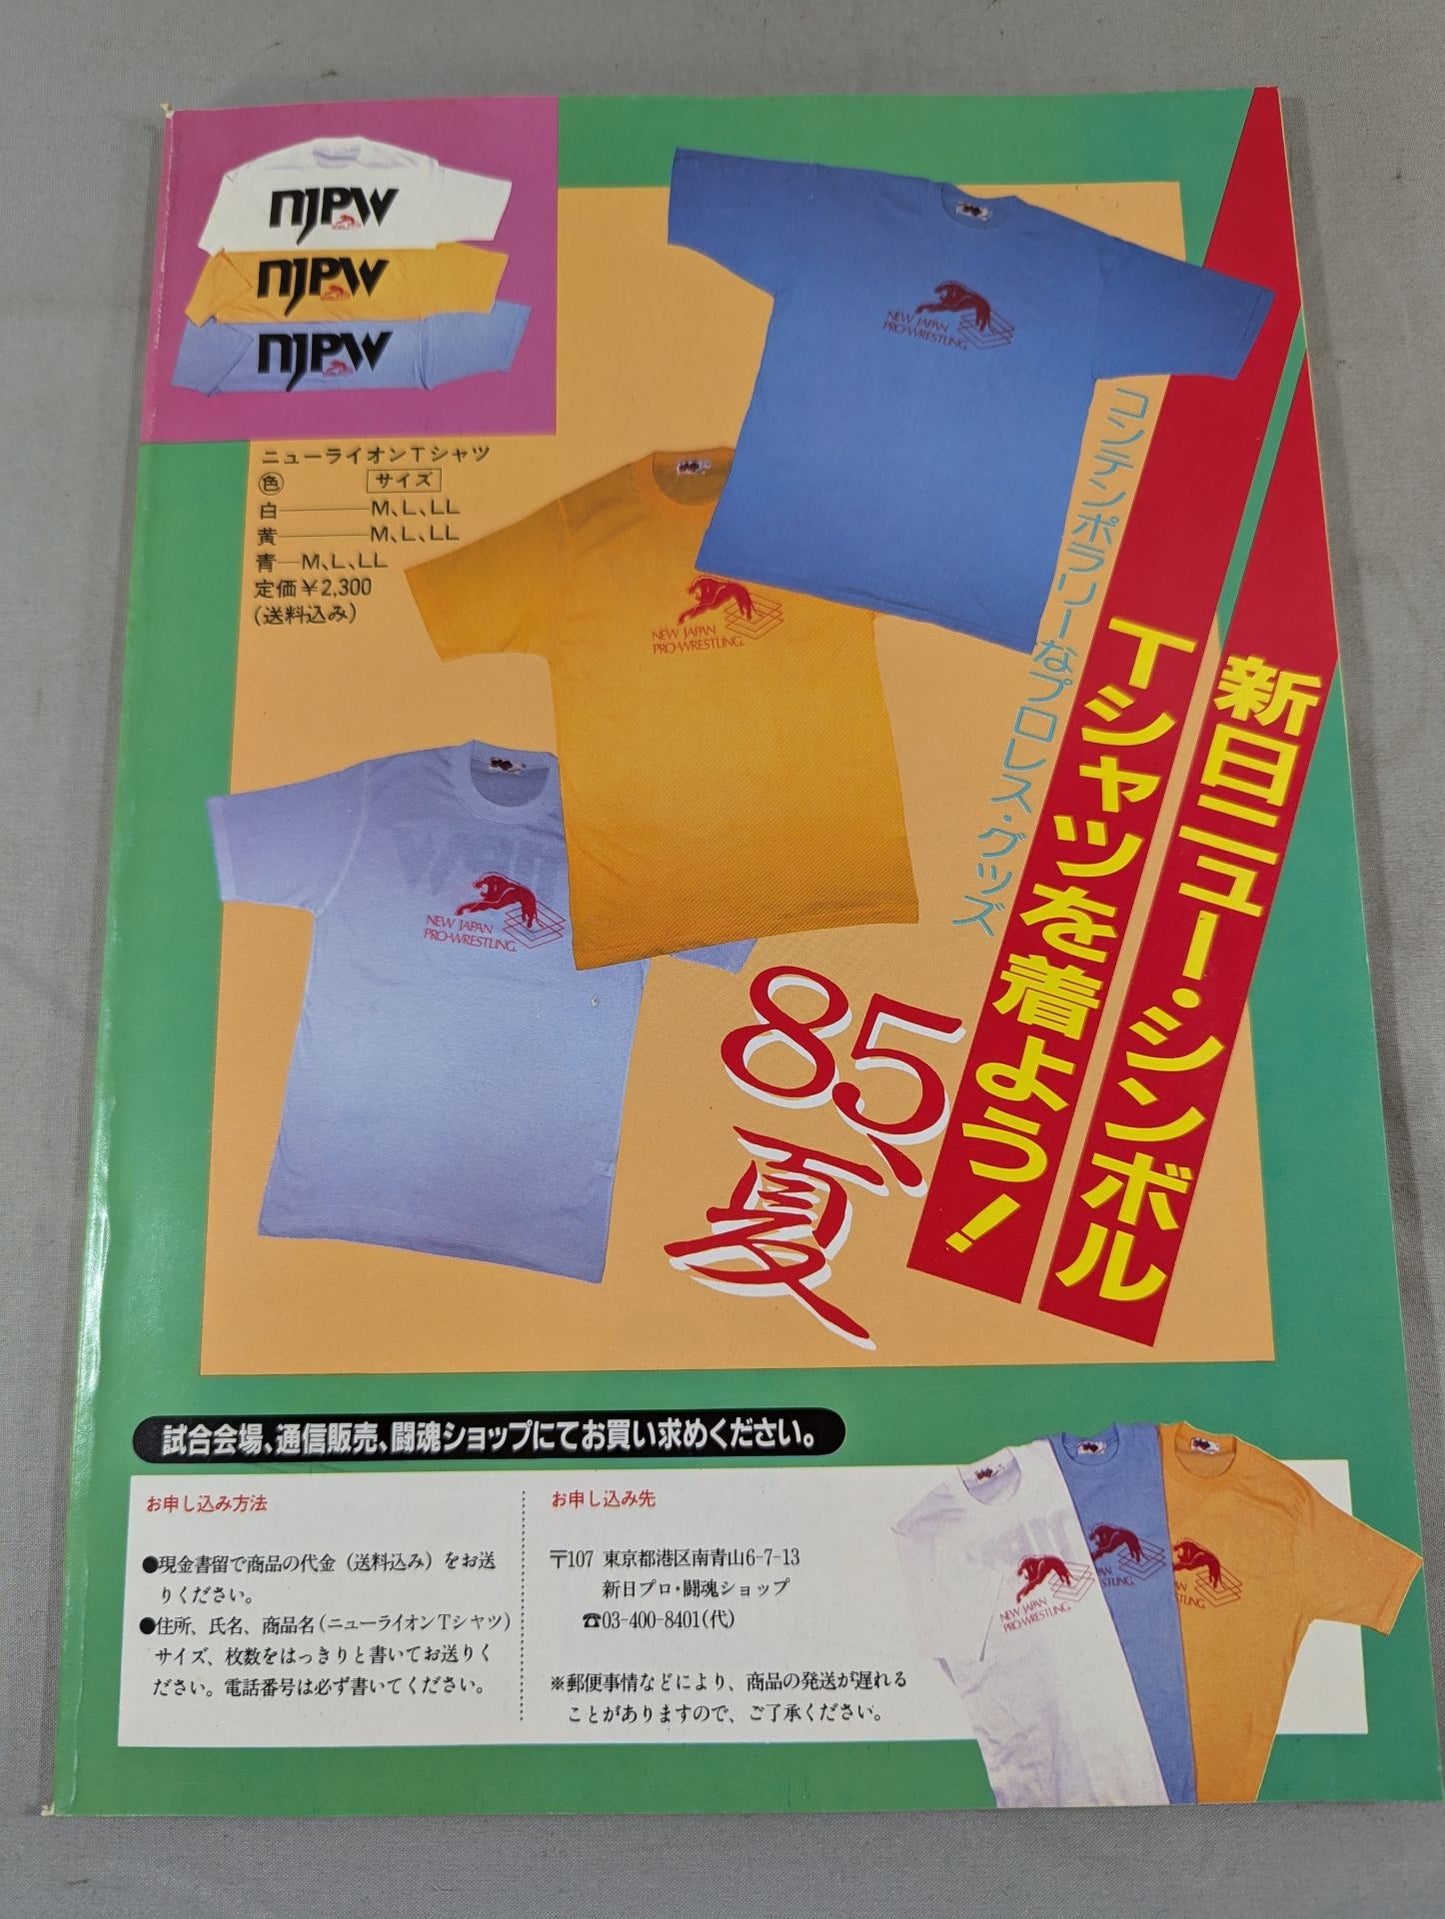 njpw
njpw
njpw
ニューライオンTシャツ
色 サイズ
白 M、L、LL
黄 M、L、LL
青 M、L、LL
定価￥2,300
(送料込み)
NEW JAPAN
PRO-WRESTLING.
NEW JAPAN
PRO-WRESTLING.
NEW JAPAN
PRO-WRESTLING.
新日ニュー・シンボル
Tシャツを着よう!
コンテンポラリーなプロレス・グッズ
85'
夏
試合会場、通信販売、闘魂ショップにてお買い求めください。
お申し込み方法
●現金書留で商品の代金（送料込み）をお送
りください。
●住所、氏名、商品名(ニューライオンTシャツ)
サイズ、枚数をはっきりと書いてお送りく
ださい。電話番号は必ず書いてください。
お申し込み先
〒107 東京都港区南青山6-7-13
新日プロ・闘魂ショップ
☎03-400-8401(代)
※郵便事情などにより、商品の発送が遅れる
ことがありますので、ご了承ください。
NEW JAPAN
PRO-WRESTLING.
PAN
STLING.
PAN
STLING.